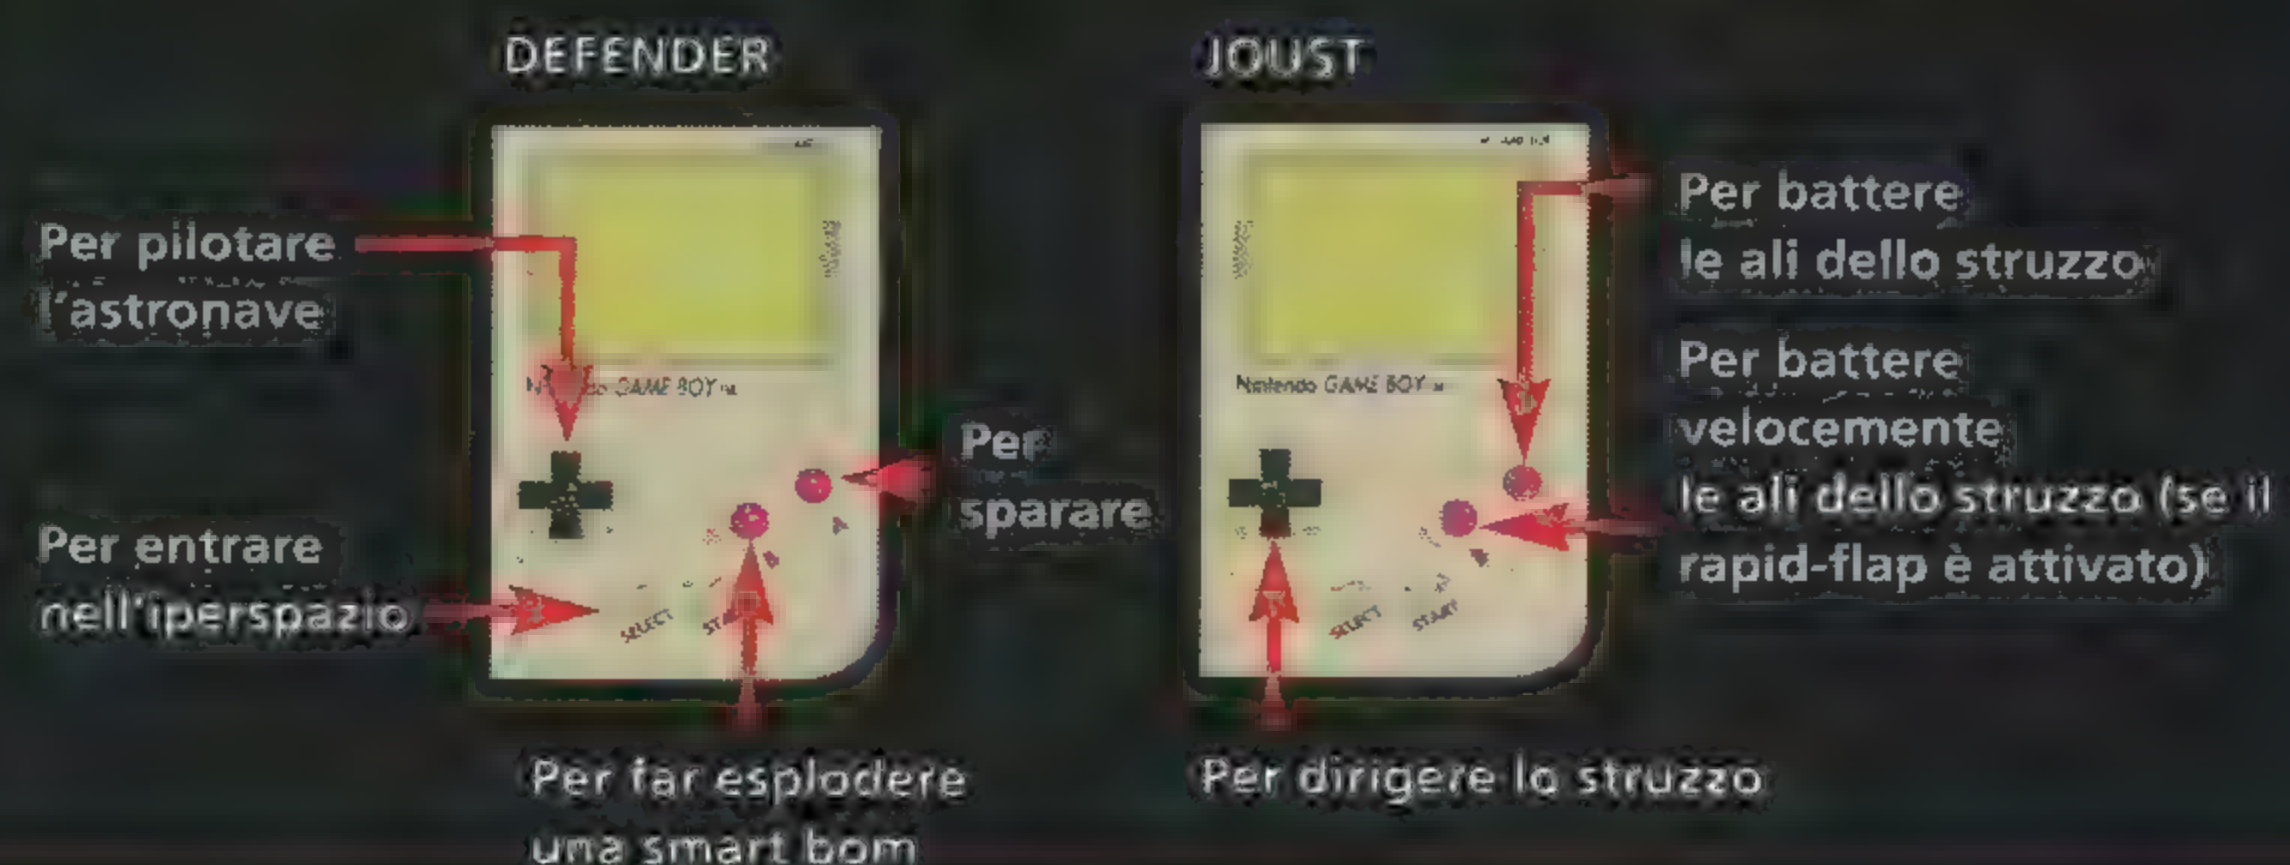 DEFENDER
Per pilotare
l'astronave
Per entrare
nell'iperspazio
GAME BOY
SELECT
Per
sparare
Per far esplodere
una smart bom
JOUST
Nintendo GAME BOY
SELECT
START
Per battere
le ali dello struzzo
Per battere
velocemente
le ali dello struzzo (se il
rapid-flap è attivato)
Per dirigere lo struzzo